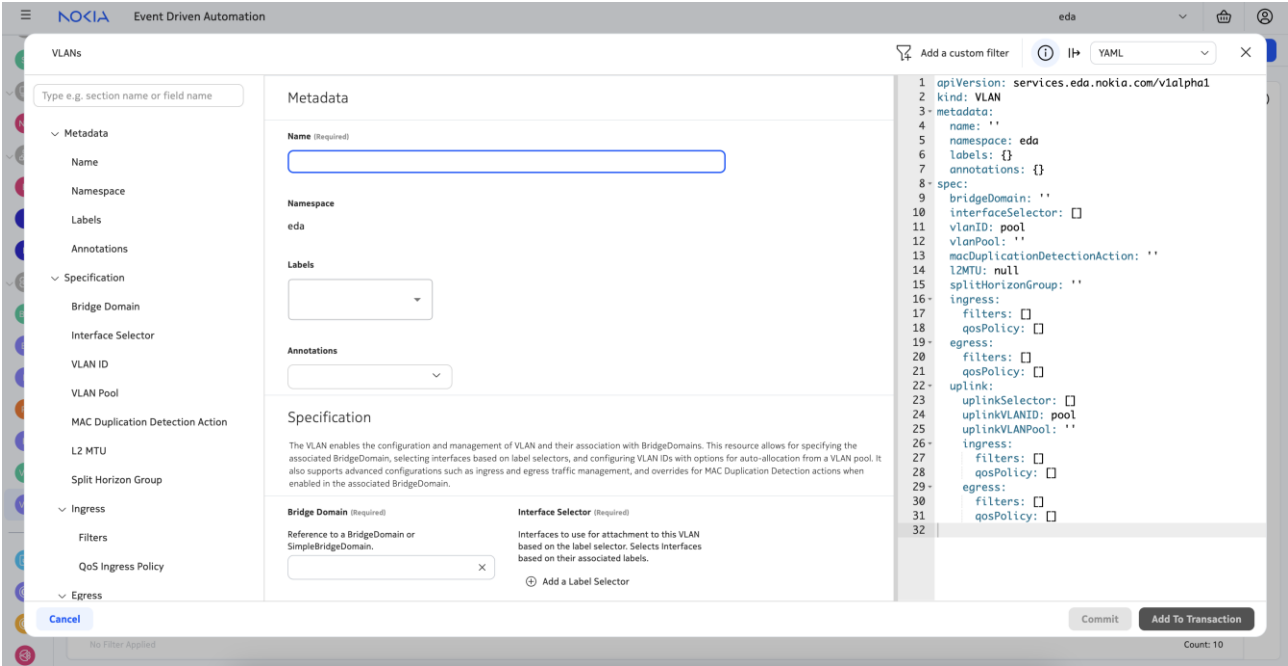 NOKIA Event Driven Automation eda
VLANs
Add a custom filter YAML
Type e.g. section name or field name
Metadata
Name
Namespace
Labels
Annotations
Specification
Bridge Domain
Interface Selector
VLAN ID
VLAN Pool
MAC Duplication Detection Action
L2 MTU
Split Horizon Group
Ingress
Filters
QoS Ingress Policy
Egress
Metadata
Name (Required)
Namespace
eda
Labels
Annotations
Specification
The VLAN enables the configuration and management of VLAN and their association with BridgeDomains. This resource allows for specifying the
associated BridgeDomain, selecting interfaces based on label selectors, and configuring VLAN IDs with options for auto-allocation from a VLAN pool. It
also supports advanced configurations such as ingress and egress traffic management, and overrides for MAC Duplication Detection actions when
enabled in the associated BridgeDomain.
Bridge Domain (Required)
Reference to a BridgeDomain or
SimpleBridgeDomain.
Interface Selector (Required)
Interfaces to use for attachment to this VLAN
based on the label selector. Selects Interfaces
based on their associated labels.
Add a Label Selector
1 apiVersion: services.eda.nokia.com/v1alpha1
2 kind: VLAN
3 metadata:
4 name: ''
5 namespace: eda
6 labels: {}
7 annotations: {}
8 spec:
9 bridgeDomain: ''
10 interfaceSelector: []
11 vlanID: pool
12 vlanPool: ''
13 macDuplicationDetectionAction: ''
14 l2MTU: null
15 splitHorizonGroup: ''
16 ingress:
17 filters: []
18 qosPolicy: []
19 egress:
20 filters: []
21 qosPolicy: []
22 uplink:
23 uplinkSelector: []
24 uplinkVLANID: pool
25 uplinkVLANPool: ''
26 ingress:
27 filters: []
28 qosPolicy: []
29 egress:
30 filters: []
31 qosPolicy: []
32
Cancel Commit Add To Transaction
No Filter Applied Count: 10